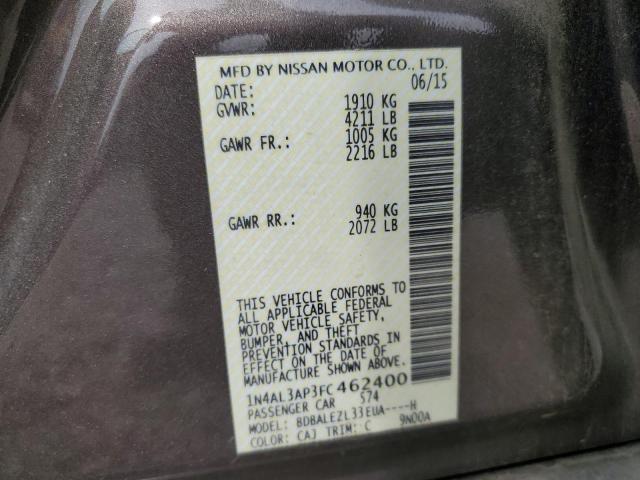 MFD BY NISSAN MOTOR CO., LTD.
DATE: 06/15
GVWR: 1910 KG
4211 LB
GAWR FR.: 1005 KG
2216 LB
GAWR RR.: 940 KG
2072 LB
THIS VEHICLE CONFORMS TO
ALL APPLICABLE FEDERAL
MOTOR VEHICLE SAFETY,
BUMPER, AND THEFT
PREVENTION STANDARDS IN
EFFECT ON THE DATE OF
MANUFACTURE SHOWN ABOVE.
1N4AL3AP3FC462400
PASSENGER CAR 574
MODEL: BDBALEZL33EUA----H
COLOR: CAJ TRIM: C 9N00A